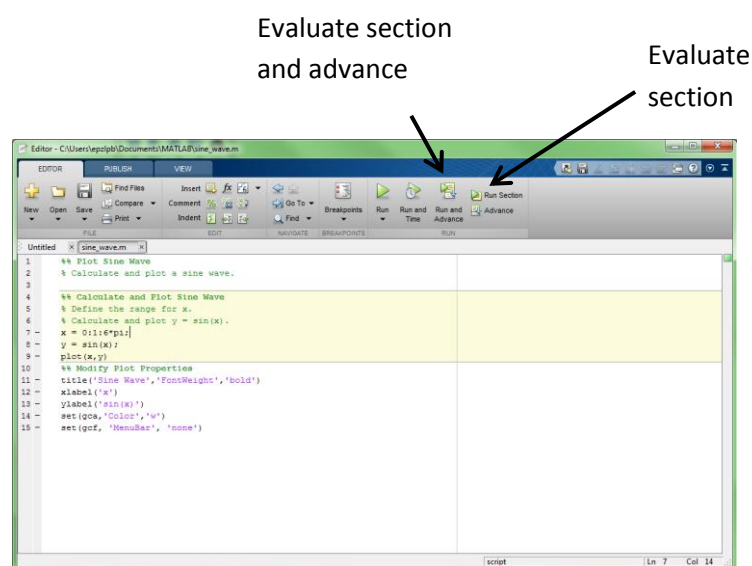 Evaluate section
and advance
Evaluate
section
Editor - C:\Users\epzlpb\Documents\MATLAB\sine_wave.m
EDITOR PUBLISH VIEW
New Open Save Find Files Compare Print
Insert fx Comment Indent
Go To Find
Breakpoints
Run Run and Time Run and Advance Run Section Advance
FILE EDIT NAVIGATE BREAKPOINTS RUN
Untitled × sine_wave.m ×
1 %% Plot Sine Wave
2 % Calculate and plot a sine wave.
3
4 %% Calculate and Plot Sine Wave
5 % Define the range for x.
6 % Calculate and plot y = sin(x).
7 – x = 0:1:6*pi;
8 – y = sin(x);
9 – plot(x,y)
10 %% Modify Plot Properties
11 – title('Sine Wave','FontWeight','bold')
12 – xlabel('x')
13 – ylabel('sin(x)')
14 – set(gca,'Color','w')
15 – set(gcf, 'MenuBar', 'none')
script Ln 7 Col 14